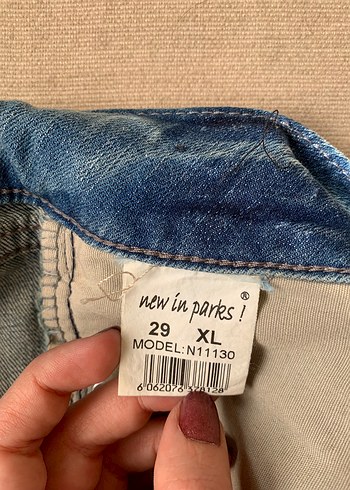 new in parks ! ®
29 XL
MODEL:N11130